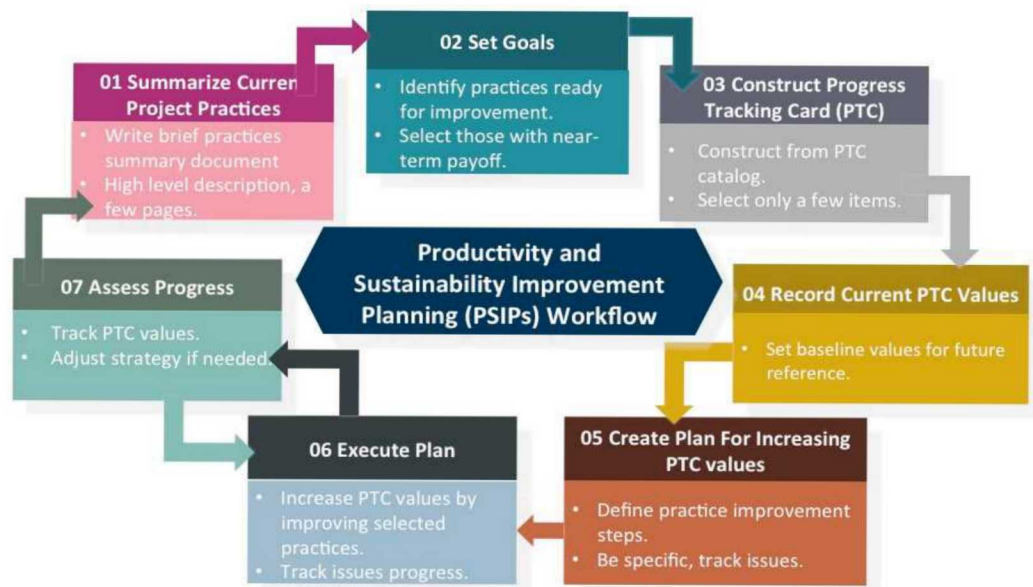 01 Summarize Curren
Project Practices
• Write brief practices
summary document
• High level description, a
few pages.
02 Set Goals
• Identify practices ready
for improvement.
• Select those with near-
term payoff.
03 Construct Progress
Tracking Card (PTC)
• Construct from PTC
catalog.
• Select only a few items.
Productivity and
Sustainability Improvement
Planning (PSIPs) Workflow
04 Record Current PTC Values
• Set baseline values for future
reference.
05 Create Plan For Increasing
PTC values
• Define practice improvement
steps.
• Be specific, track issues.
06 Execute Plan
• Increase PTC values by
improving selected
practices.
• Track issues progress.
07 Assess Progress
• Track PTC values.
• Adjust strategy if needed.